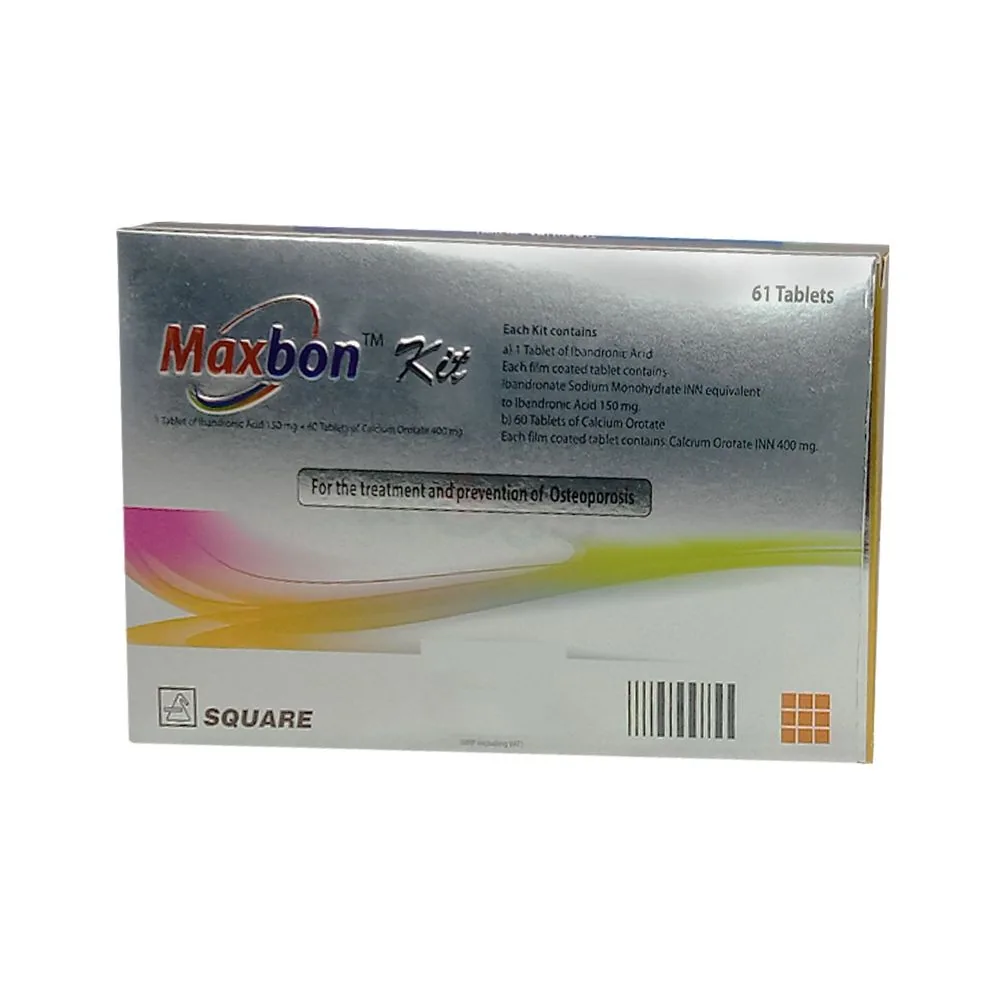 61 Tablets
Maxbon™ Kit
1 Tablet of Ibandronic Acid 150 mg + 60 Tablets of Calcium Orotate 400 mg
Each Kit contains
a) 1 Tablet of Ibandronic Acid
Each film coated tablet contains
Ibandronate Sodium Monohydrate INN equivalent
to Ibandronic Acid 150 mg.
b) 60 Tablets of Calcium Orotate
Each film coated tablet contains: Calcium Orotate INN 400 mg.
For the treatment and prevention of Osteoporosis
SQUARE